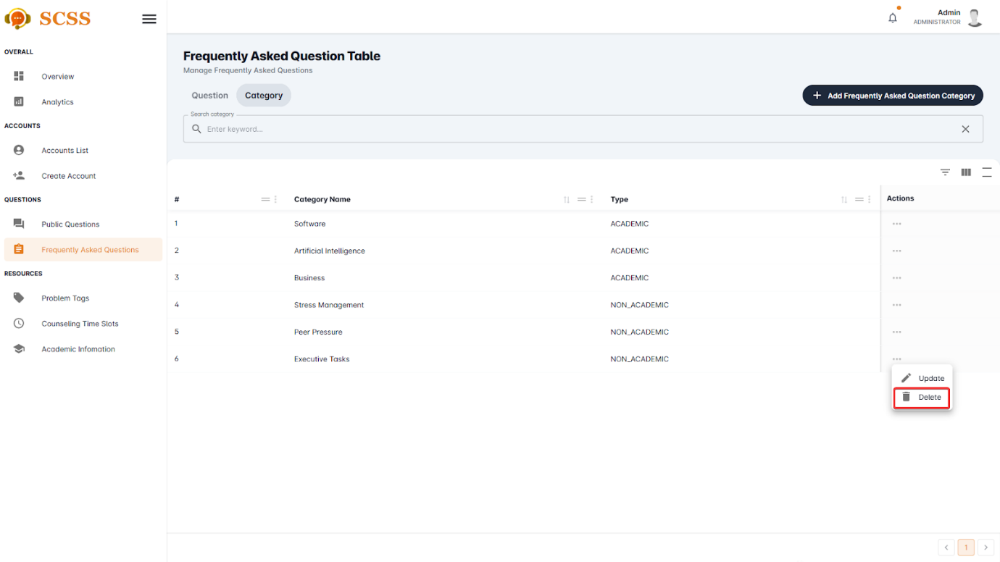 SCSS
Admin
ADMINISTRATOR
OVERALL
Overview
Analytics
ACCOUNTS
Accounts List
Create Account
QUESTIONS
Public Questions
Frequently Asked Questions
RESOURCES
Problem Tags
Counseling Time Slots
Academic Infomation
Frequently Asked Question Table
Manage Frequently Asked Questions
Question Category
+ Add Frequently Asked Question Category
Search category
Enter keyword...
# Category Name Type Actions
1 Software ACADEMIC
2 Artificial Intelligence ACADEMIC
3 Business ACADEMIC
4 Stress Management NON_ACADEMIC
5 Peer Pressure NON_ACADEMIC
6 Executive Tasks NON_ACADEMIC
Update
Delete
1